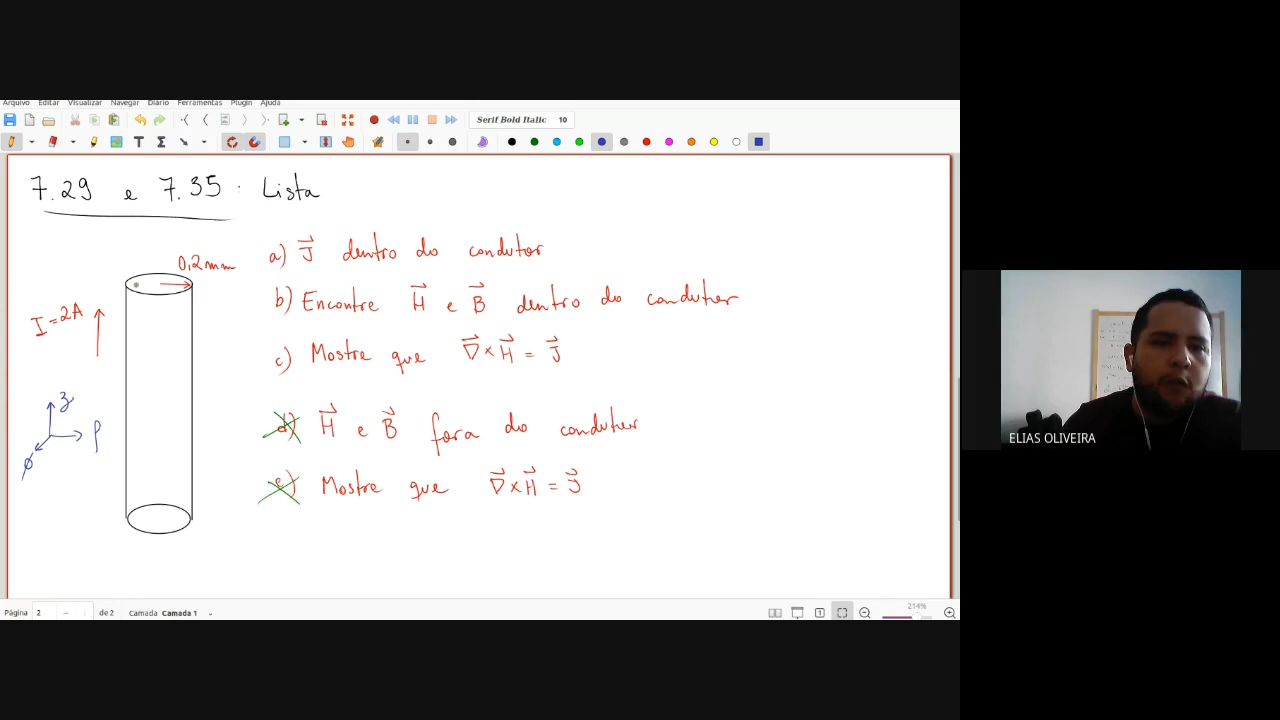 Arquivo Editar Visualizar Navegar Diário Ferramentas Plugin Ajuda
Serif Bold Italic 10
7.29 e 7.35 : Lista
0,2mm
I=2A
z
ρ
φ
a) J⃗ dentro do condutor
b) Encontre H⃗ e B⃗ dentro do condutor
c) Mostre que ∇⃗×H⃗ = J⃗
d) H⃗ e B⃗ fora do condutor
e) Mostre que ∇⃗×H⃗ = J⃗
ELIAS OLIVEIRA
Página 2 de 2 Camada Camada 1
214%